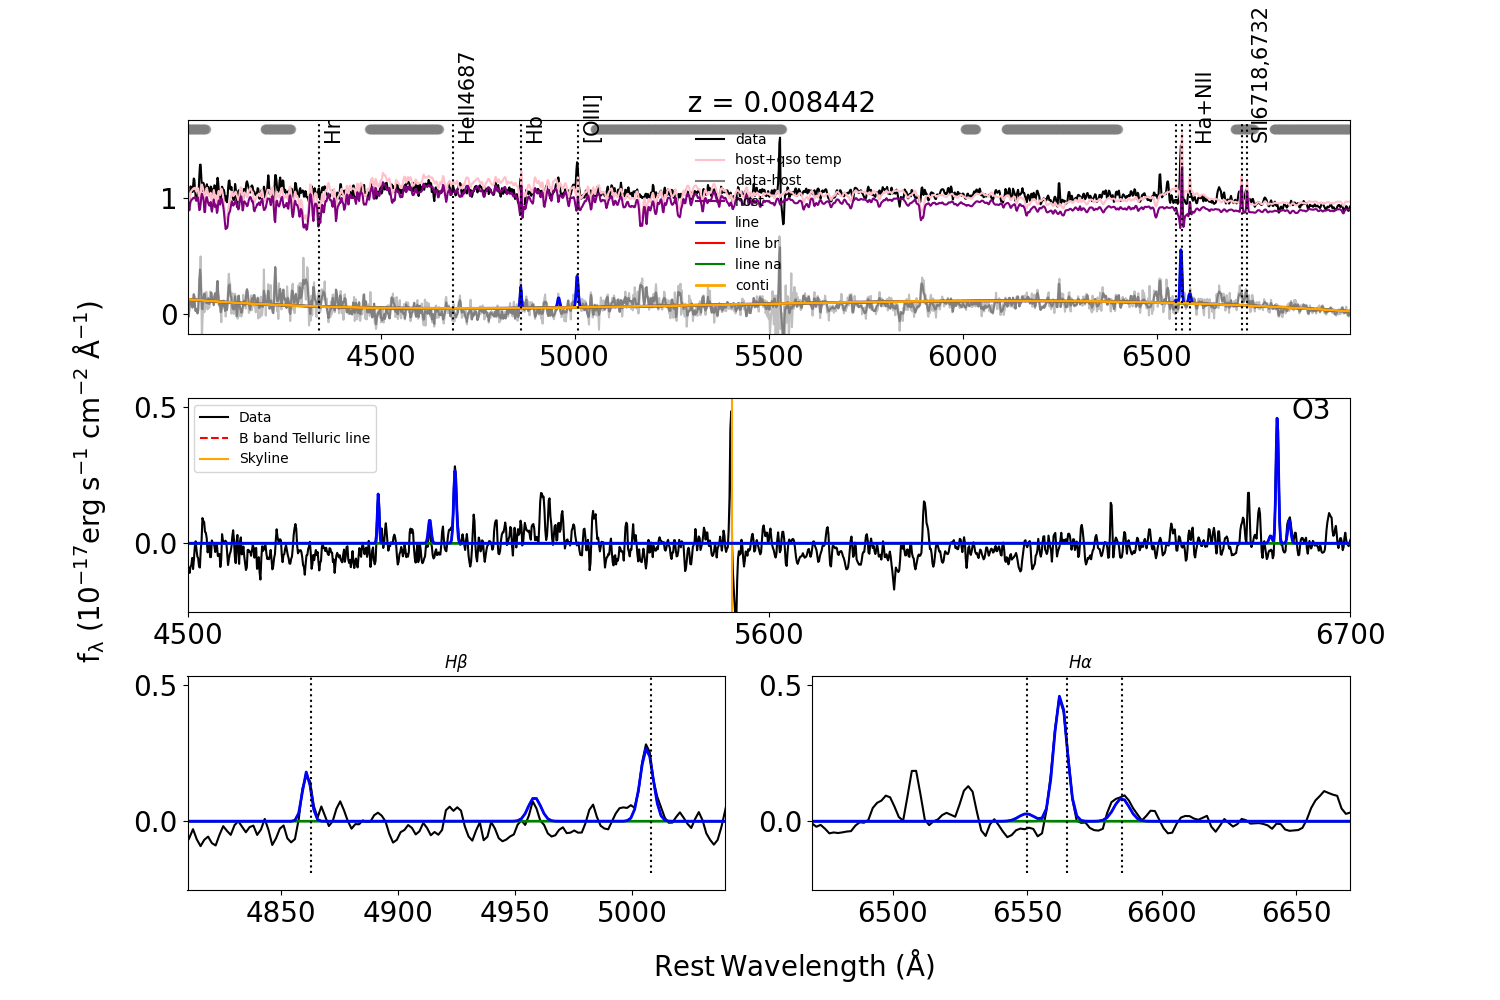 z = 0.008442
Hr
HeII4687
Hb
[OIII]
Ha+NII
SII6718,6732
data
host+qso temp
data-host
line
line br
line na
conti
1
0
4500 5000 5500 6000 6500
f_λ (10^−17 erg s^−1 cm^−2 Å^−1)
Data
B band Telluric line
Skyline
O3
0.5
0.0
4500 5600 6700
Hβ
0.5
0.0
4850 4900 4950 5000
Hα
0.5
0.0
6500 6550 6600 6650
Rest Wavelength (Å)